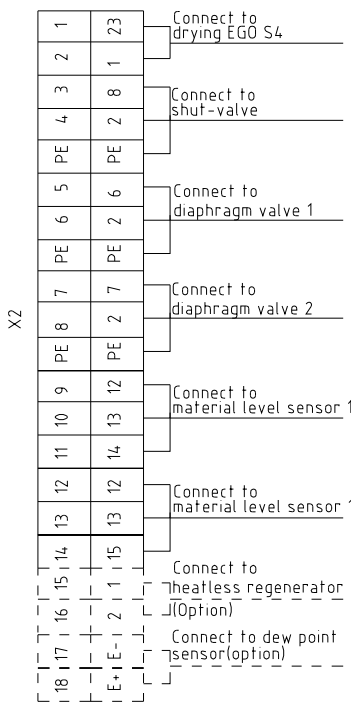 X2
1 23
2 1
Connect to
drying EGO S4
3 8
4 2
PE PE
Connect to
shut-valve
5 6
6 2
PE PE
Connect to
diaphragm valve 1
7 7
8 2
PE PE
Connect to
diaphragm valve 2
9 12
10 13
11 14
Connect to
material level sensor 1
12 12
13 13
14 15
Connect to
material level sensor 1
15 1
16 2
Connect to
heatless regenerator
(Option)
17 E-
18 E+
Connect to dew point
sensor(option)